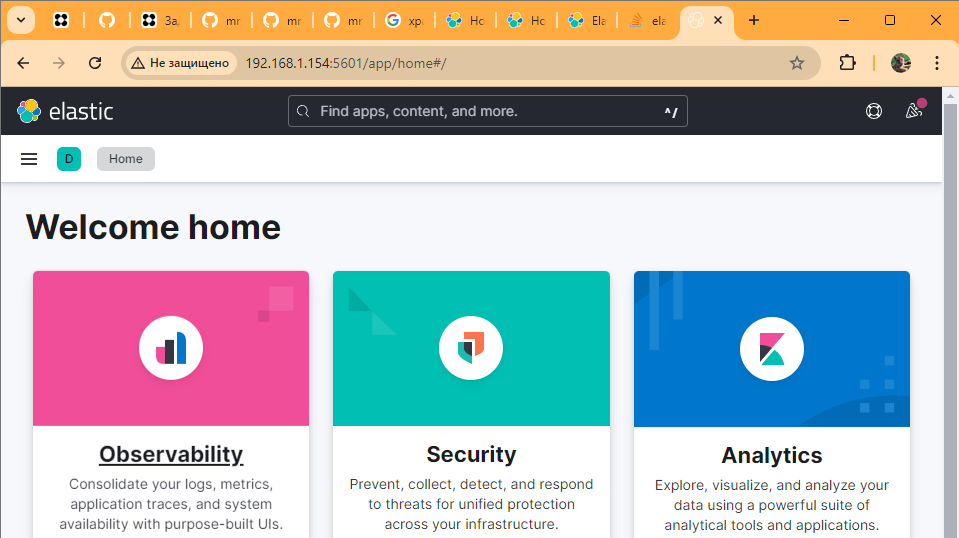 За
mr
mr
mr
xp
Ho
Ho
Ela
ela
Не защищено
192.168.1.154:5601/app/home#/
elastic
Find apps, content, and more.
^/
D
Home
Welcome home
Observability
Consolidate your logs, metrics,
application traces, and system
availability with purpose-built UIs.
Security
Prevent, collect, detect, and respond
to threats for unified protection
across your infrastructure.
Analytics
Explore, visualize, and analyze your
data using a powerful suite of
analytical tools and applications.